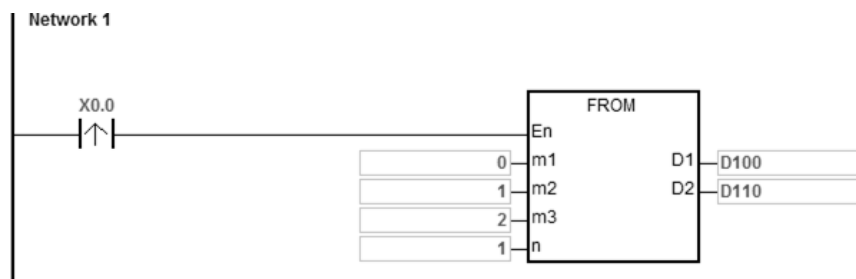 Network 1
X0.0
FROM
En
0 m1 D1 D100
1 m2 D2 D110
2 m3
1 n